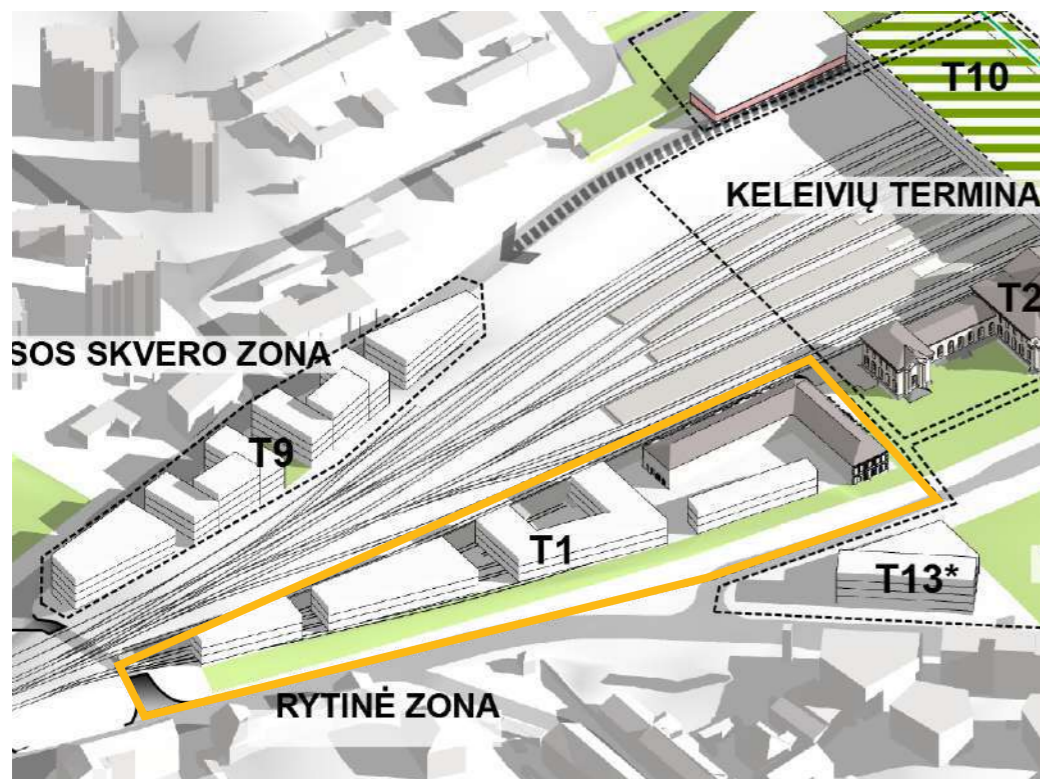 T10
KELEIVIŲ TERMINA
T2
SOS SKVERO ZONA
T9
T1
T13*
RYTINĖ ZONA